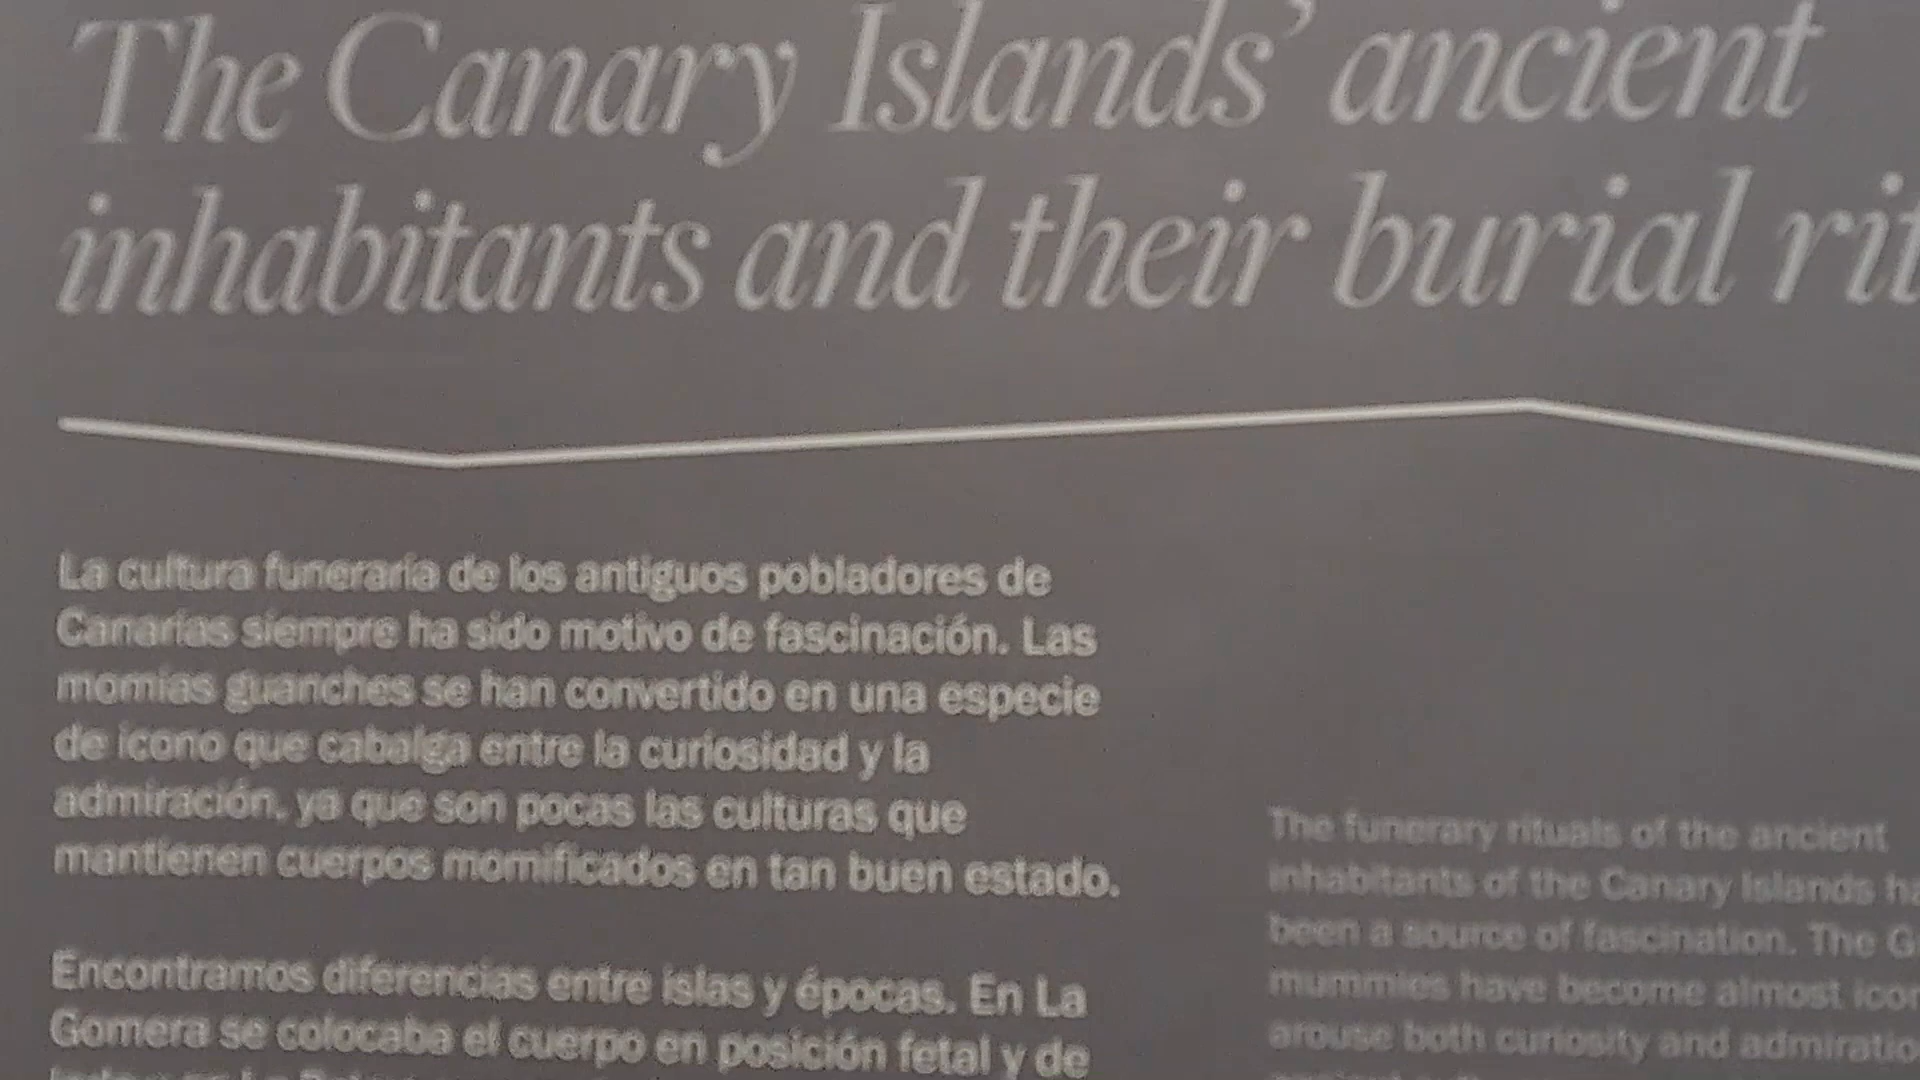 The Canary Islands' ancient
inhabitants and their burial
La cultura funeraria de los antiguos pobladores de
Canarias siempre ha sido motivo de fascinación. Las
momias guanches se han convertido en una especie
de icono que cabalga entre la curiosidad y la
admiración, ya que son pocas las culturas que
mantienen cuerpos momificados en tan buen estado.
Encontramos diferencias entre islas y épocas. En La
Gomera se colocaba el cuerpo en posición fetal y de
The funerary rituals of the ancient
inhabitants of the Canary Islands
been a source of fascination. The
mummies have become almost
arouse both curiosity and